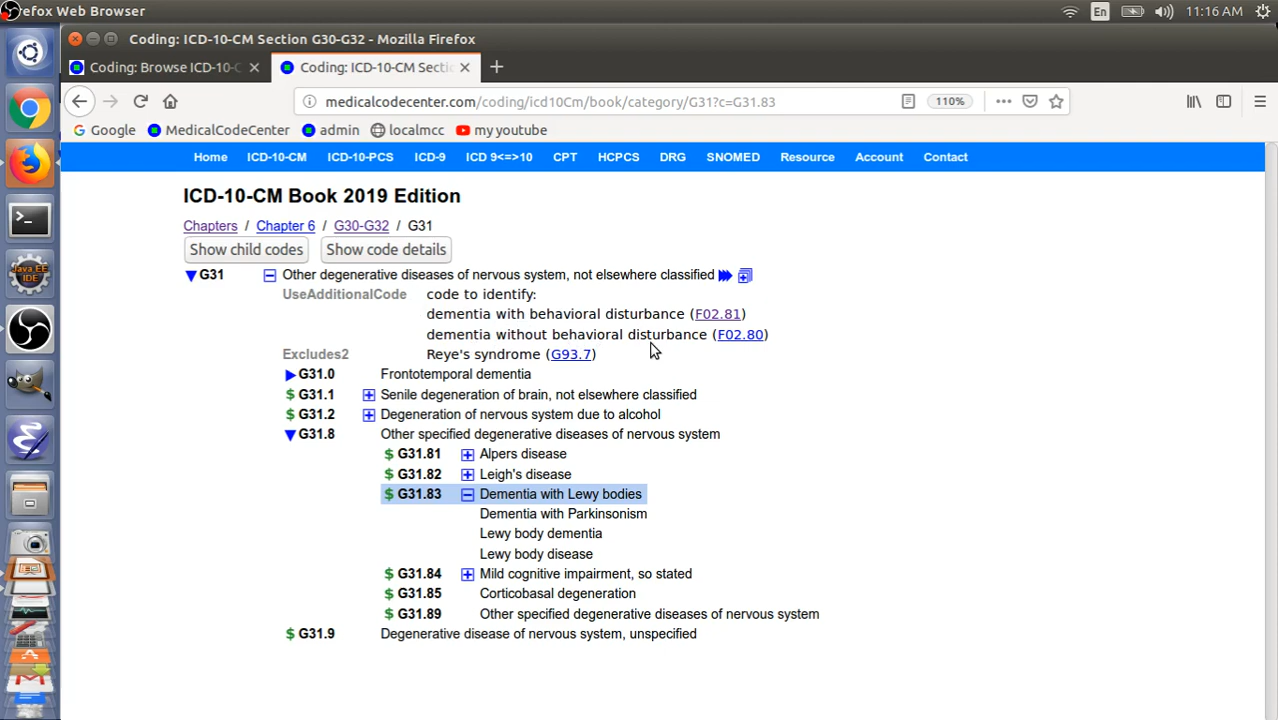 refox Web Browser
En
11:16 AM
Coding: ICD-10-CM Section G30-G32 - Mozilla Firefox
Coding: Browse ICD-10-C
Coding: ICD-10-CM Secti
medicalcodecenter.com/coding/icd10Cm/book/category/G31?c=G31.83
110%
Google MedicalCodeCenter admin localmcc my youtube
Home ICD-10-CM ICD-10-PCS ICD-9 ICD 9<=>10 CPT HCPCS DRG SNOMED Resource Account Contact
ICD-10-CM Book 2019 Edition
Chapters / Chapter 6 / G30-G32 / G31
Show child codes Show code details
G31 Other degenerative diseases of nervous system, not elsewhere classified
UseAdditionalCode code to identify:
dementia with behavioral disturbance (F02.81)
dementia without behavioral disturbance (F02.80)
Excludes2 Reye's syndrome (G93.7)
G31.0 Frontotemporal dementia
$ G31.1 Senile degeneration of brain, not elsewhere classified
$ G31.2 Degeneration of nervous system due to alcohol
G31.8 Other specified degenerative diseases of nervous system
$ G31.81 Alpers disease
$ G31.82 Leigh's disease
$ G31.83 Dementia with Lewy bodies
Dementia with Parkinsonism
Lewy body dementia
Lewy body disease
$ G31.84 Mild cognitive impairment, so stated
$ G31.85 Corticobasal degeneration
$ G31.89 Other specified degenerative diseases of nervous system
$ G31.9 Degenerative disease of nervous system, unspecified